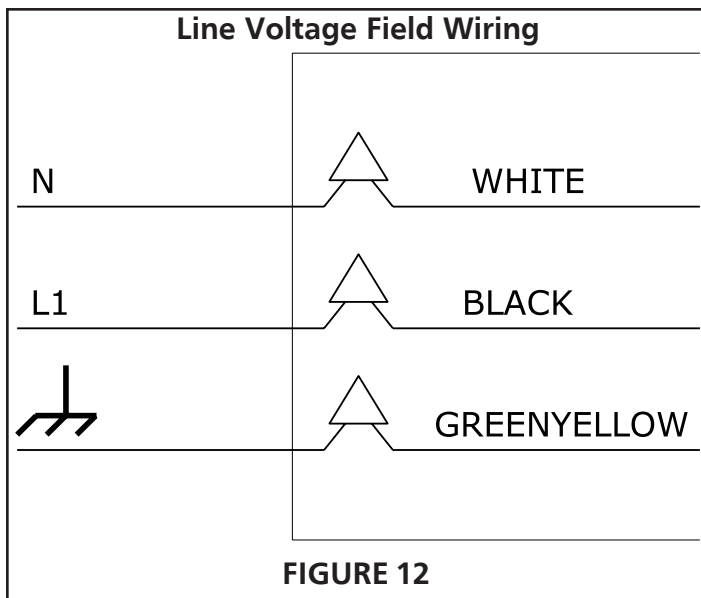 Line Voltage Field Wiring
N WHITE
L1 BLACK
GREENYELLOW
FIGURE 12